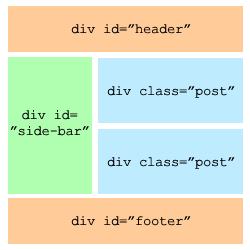 div id=”header”
div id=
”side-bar”
div class=”post”
div class=”post”
div id=”footer”